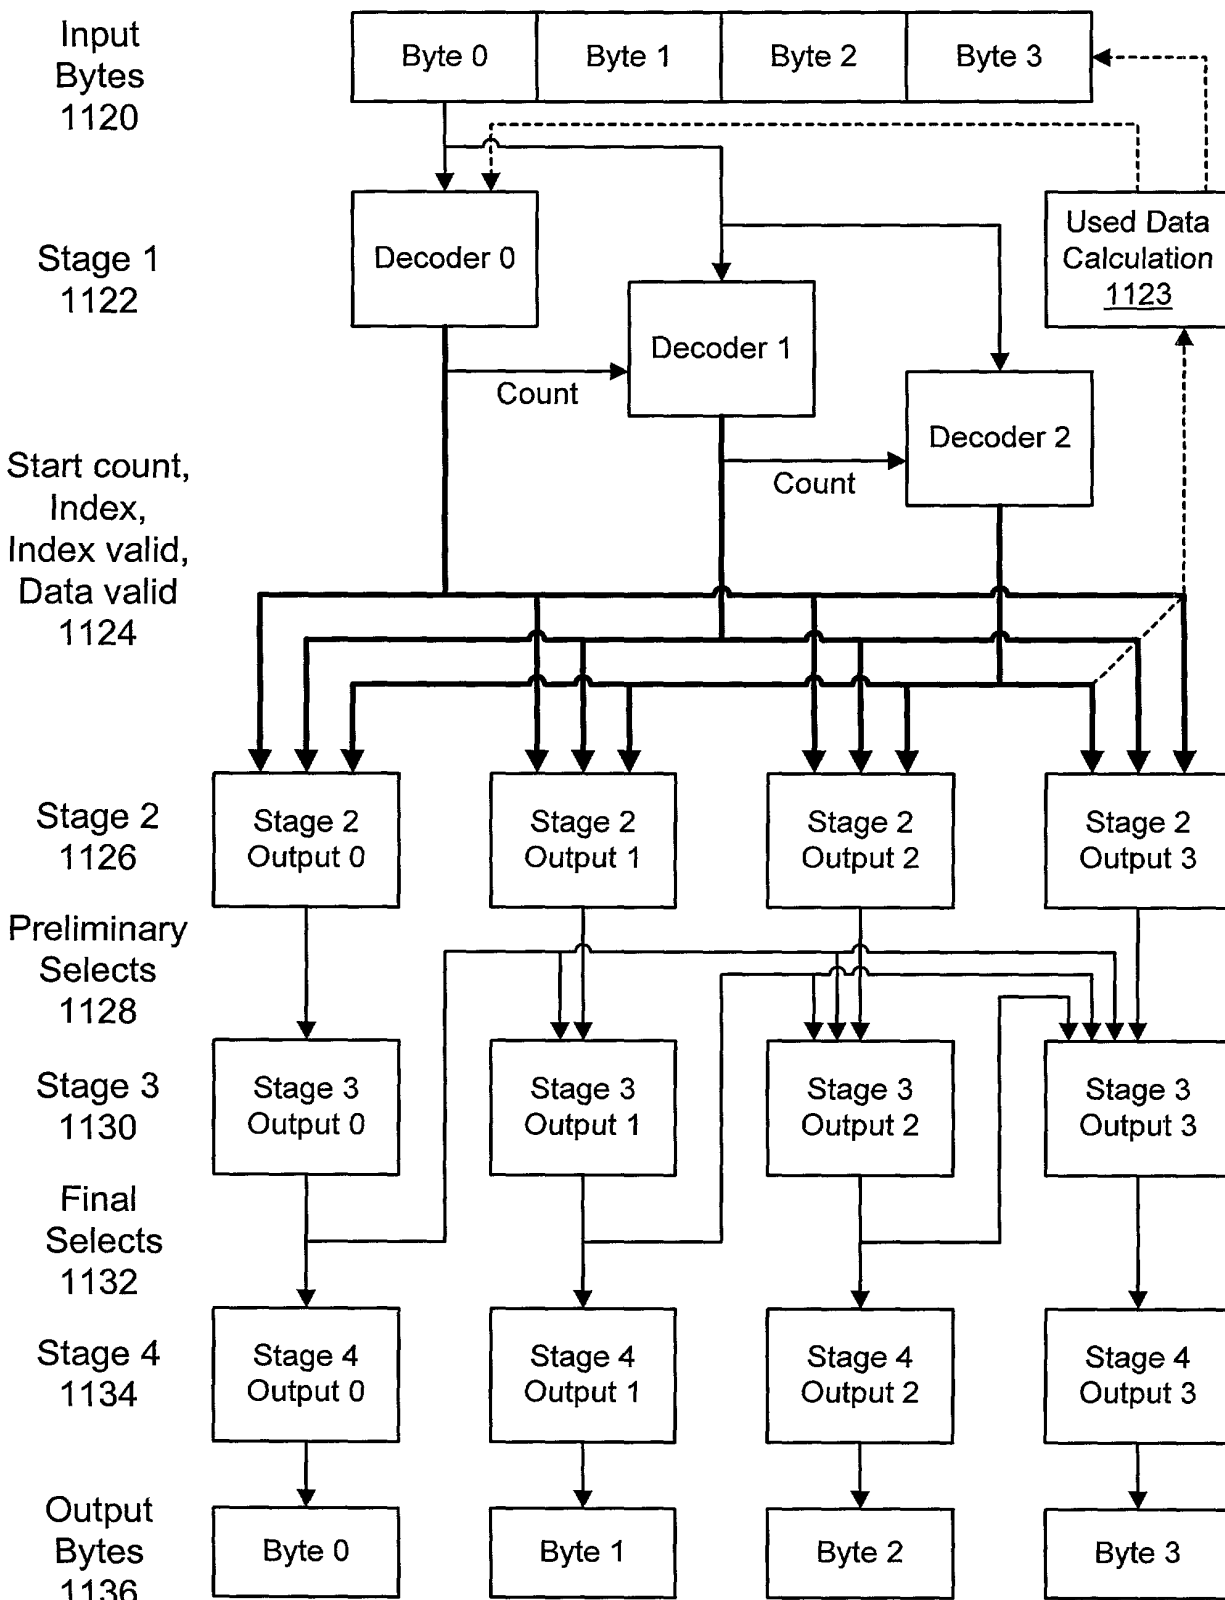 Input
Bytes
1120
Byte 0
Byte 1
Byte 2
Byte 3
Stage 1
1122
Decoder 0
Used Data
Calculation
1123
Decoder 1
Count
Decoder 2
Count
Start count,
Index,
Index valid,
Data valid
1124
Stage 2
1126
Stage 2
Output 0
Stage 2
Output 1
Stage 2
Output 2
Stage 2
Output 3
Preliminary
Selects
1128
Stage 3
1130
Stage 3
Output 0
Stage 3
Output 1
Stage 3
Output 2
Stage 3
Output 3
Final
Selects
1132
Stage 4
1134
Stage 4
Output 0
Stage 4
Output 1
Stage 4
Output 2
Stage 4
Output 3
Output
Bytes
1136
Byte 0
Byte 1
Byte 2
Byte 3